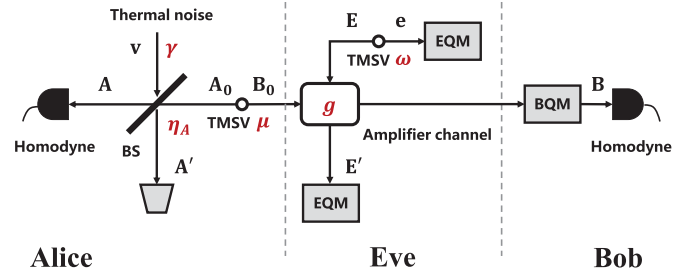 Thermal noise
v γ
E e
EQM
TMSV ω
A
A₀ B₀
g
BQM
B
Homodyne
BS
η_A
TMSV μ
Amplifier channel
Homodyne
A′
E′
EQM
Alice
Eve
Bob